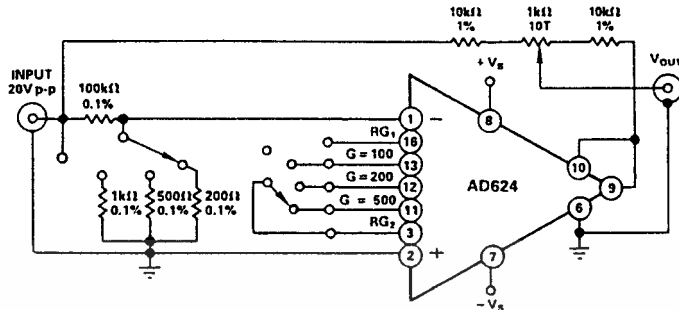 10kΩ 1%
1kΩ 10T
10kΩ 1%
INPUT
20V p-p
100kΩ
0.1%
+VS
VOUT
1
−
8
RG1
16
G = 100
13
10
G = 200
12
AD624
9
1kΩ 0.1%
500Ω 0.1%
200Ω 0.1%
G = 500
11
6
RG2
3
2
+
7
−VS